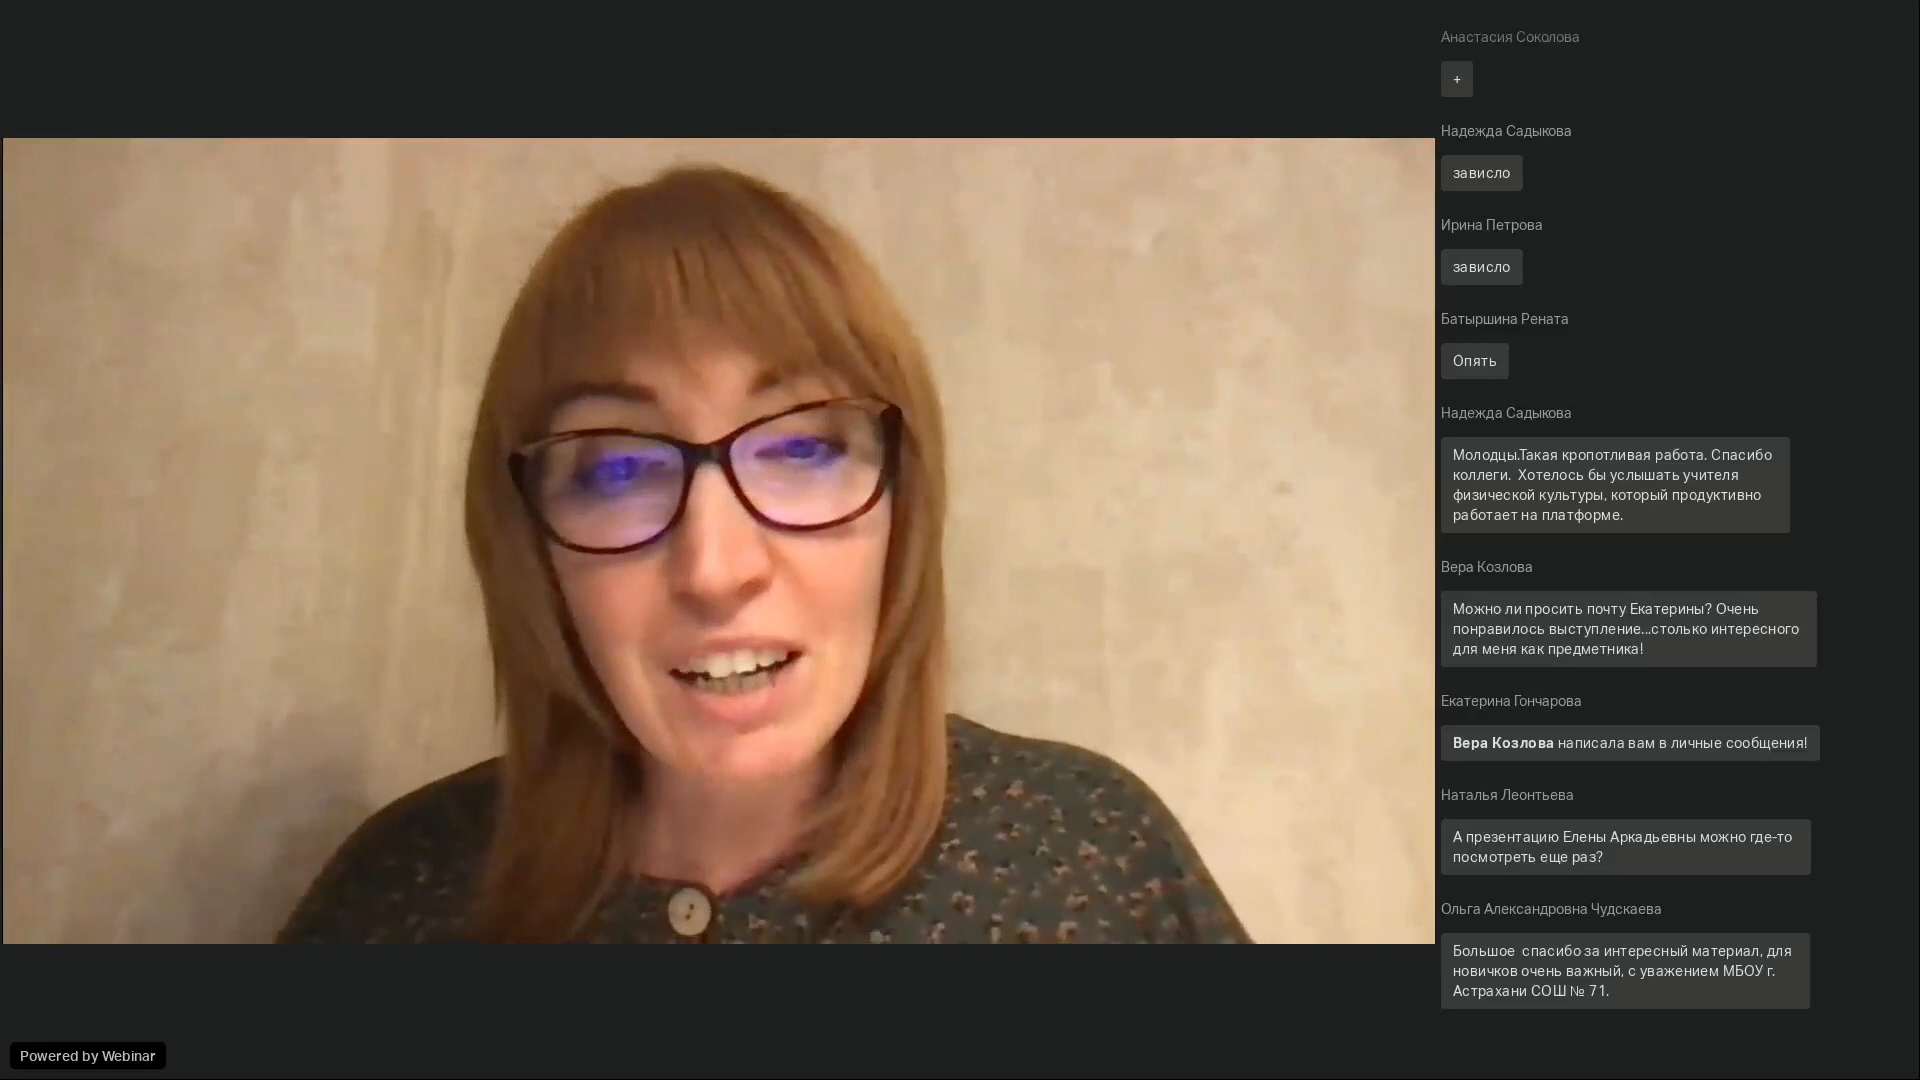 Анастасия Соколова
+
Надежда Садыкова
зависло
Ирина Петрова
зависло
Батыршина Рената
Опять
Надежда Садыкова
Молодцы.Такая кропотливая работа. Спасибо
коллеги.  Хотелось бы услышать учителя
физической культуры, который продуктивно
работает на платформе.
Вера Козлова
Можно ли просить почту Екатерины? Очень
понравилось выступление...столько интересного
для меня как предметника!
Екатерина Гончарова
Вера Козлова написала вам в личные сообщения!
Наталья Леонтьева
А презентацию Елены Аркадьевны можно где-то
посмотреть еще раз?
Ольга Александровна Чудскаева
Большое  спасибо за интересный материал, для
новичков очень важный, с уважением МБОУ г.
Астрахани СОШ № 71.
Powered by Webinar